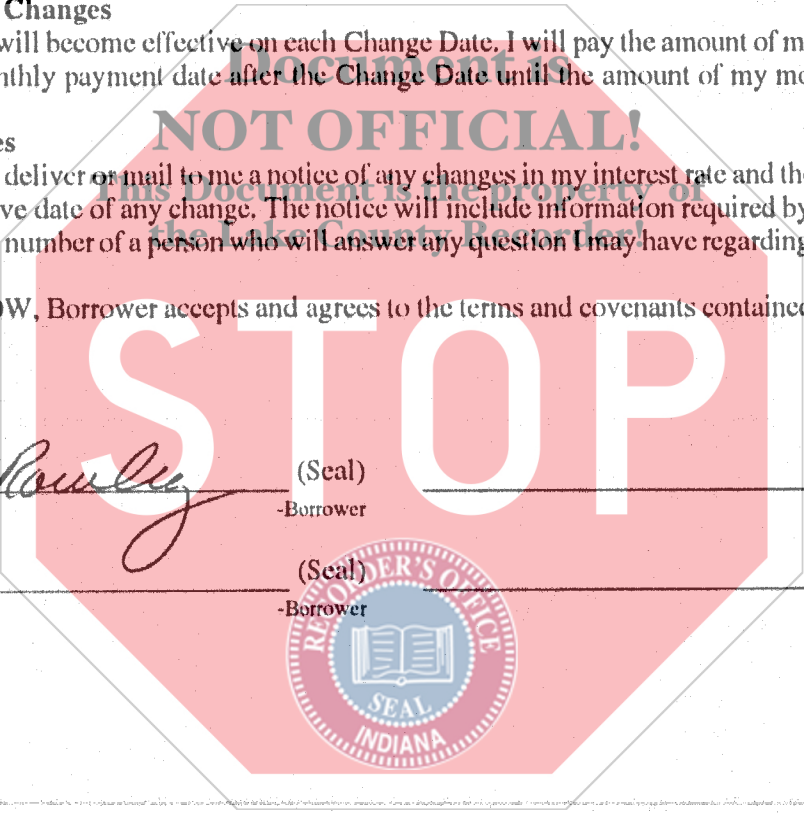 Changes
will become effective on each Change Date. I will pay the amount of m
nthly payment date after the Change Date until the amount of my mo
Document is
NOT OFFICIAL!
es
deliver or mail to me a notice of any changes in my interest rate and the
This Document is the property of
ve date of any change. The notice will include information required by
the Lake County Recorder!
number of a person who will answer any question I may have regarding
OW, Borrower accepts and agrees to the terms and covenants contained
STOP
(Seal)
-Borrower
(Seal)
-Borrower
RECORDER'S OFFICE
SEAL
INDIANA